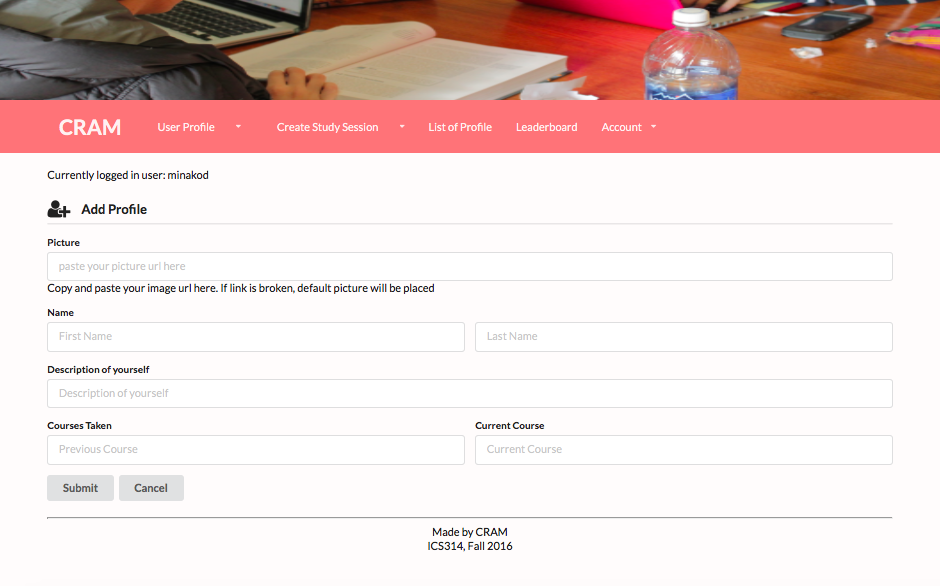 CRAM User Profile Create Study Session List of Profile Leaderboard Account
Currently logged in user: minakod
Add Profile
Picture
paste your picture url here
Copy and paste your image url here. If link is broken, default picture will be placed
Name
First Name Last Name
Description of yourself
Description of yourself
Courses Taken Current Course
Previous Course Current Course
Submit Cancel
Made by CRAM
ICS314, Fall 2016